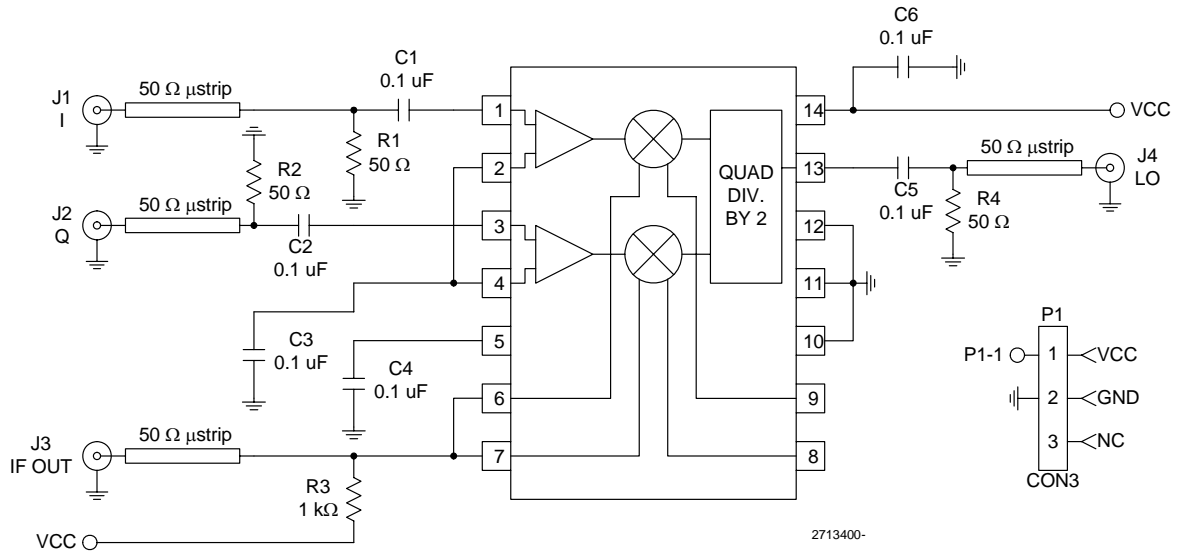 C6
0.1 uF
C1
0.1 uF
J1
I
50 Ω μstrip
1
14
VCC
R1
50 Ω
R2
50 Ω
2
QUAD
DIV.
BY 2
13
C5
0.1 uF
50 Ω μstrip
J4
LO
R4
50 Ω
J2
Q
50 Ω μstrip
C2
0.1 uF
3
12
4
11
C3
0.1 uF
5
10
C4
0.1 uF
6
9
J3
IF OUT
50 Ω μstrip
7
8
R3
1 kΩ
VCC
P1
P1-1
1
VCC
2
GND
3
NC
CON3
2713400-